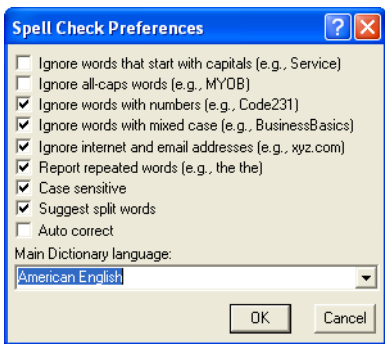 Spell Check Preferences
Ignore words that start with capitals (e.g., Service)
Ignore all-caps words (e.g., MYOB)
Ignore words with numbers (e.g., Code231)
Ignore words with mixed case (e.g., BusinessBasics)
Ignore internet and email addresses (e.g., xyz.com)
Report repeated words (e.g., the the)
Case sensitive
Suggest split words
Auto correct
Main Dictionary language:
American English
OK Cancel